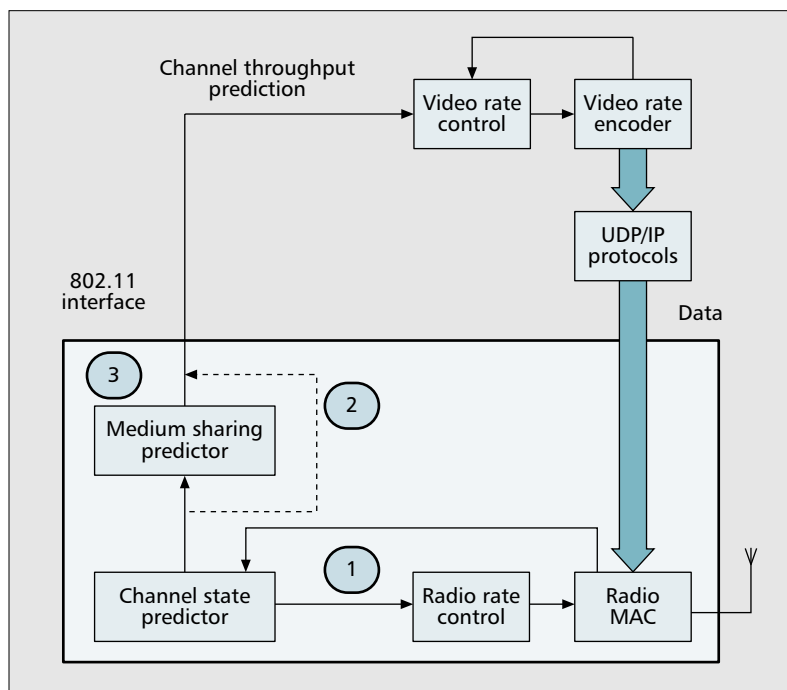 Channel throughput
prediction
Video rate
control
Video rate
encoder
UDP/IP
protocols
802.11
interface
Data
3
2
Medium sharing
predictor
1
Channel state
predictor
Radio rate
control
Radio
MAC